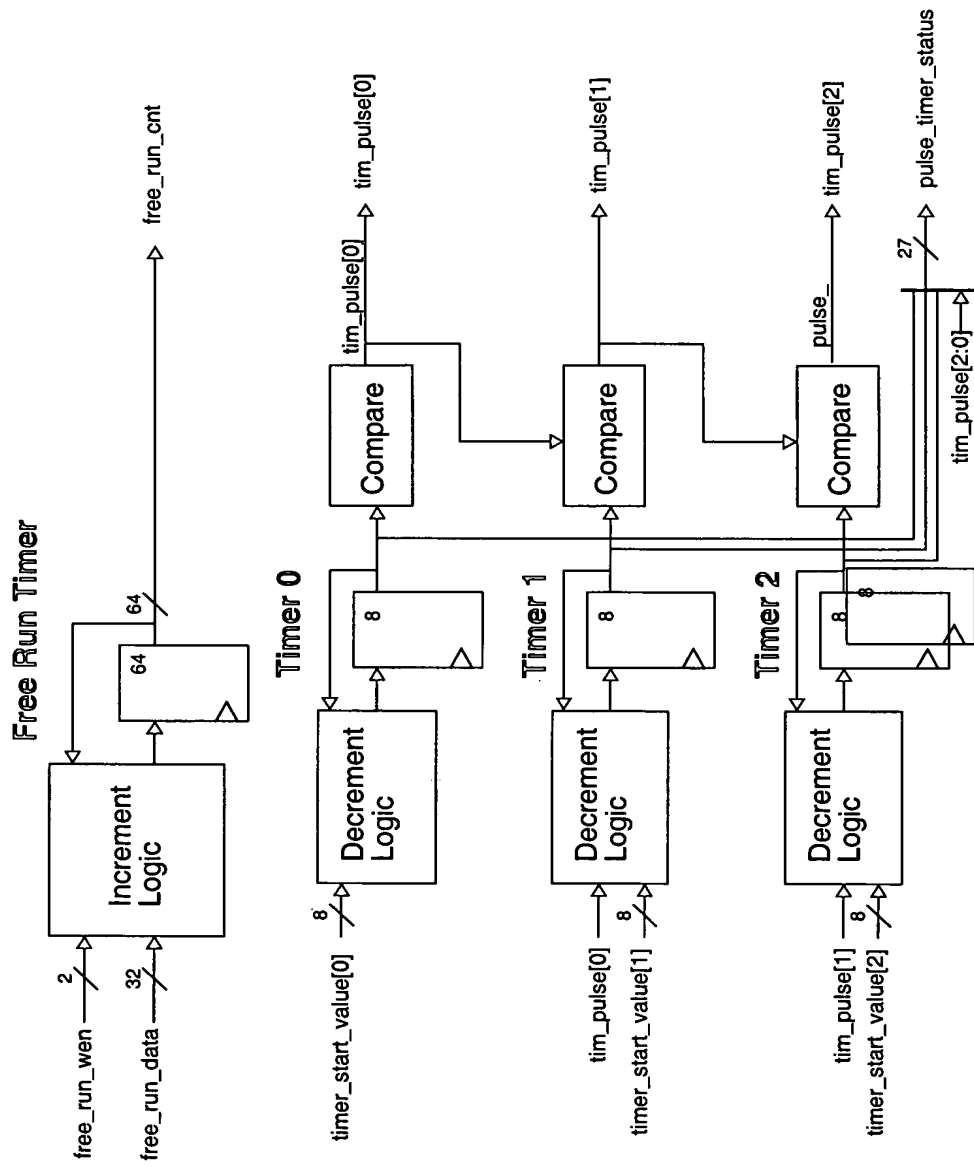 Free Run Timer
free_run_wen
2
free_run_data
32
Increment
Logic
64
64
free_run_cnt
Timer 0
timer_start_value[0]
8
Decrement
Logic
8
Compare
tim_pulse[0]
tim_pulse[0]
Timer 1
tim_pulse[0]
timer_start_value[1]
8
Decrement
Logic
8
Compare
tim_pulse[1]
Timer 2
tim_pulse[1]
timer_start_value[2]
8
Decrement
Logic
8
8
Compare
pulse_
tim_pulse[2]
tim_pulse[2:0]
27
pulse_timer_status